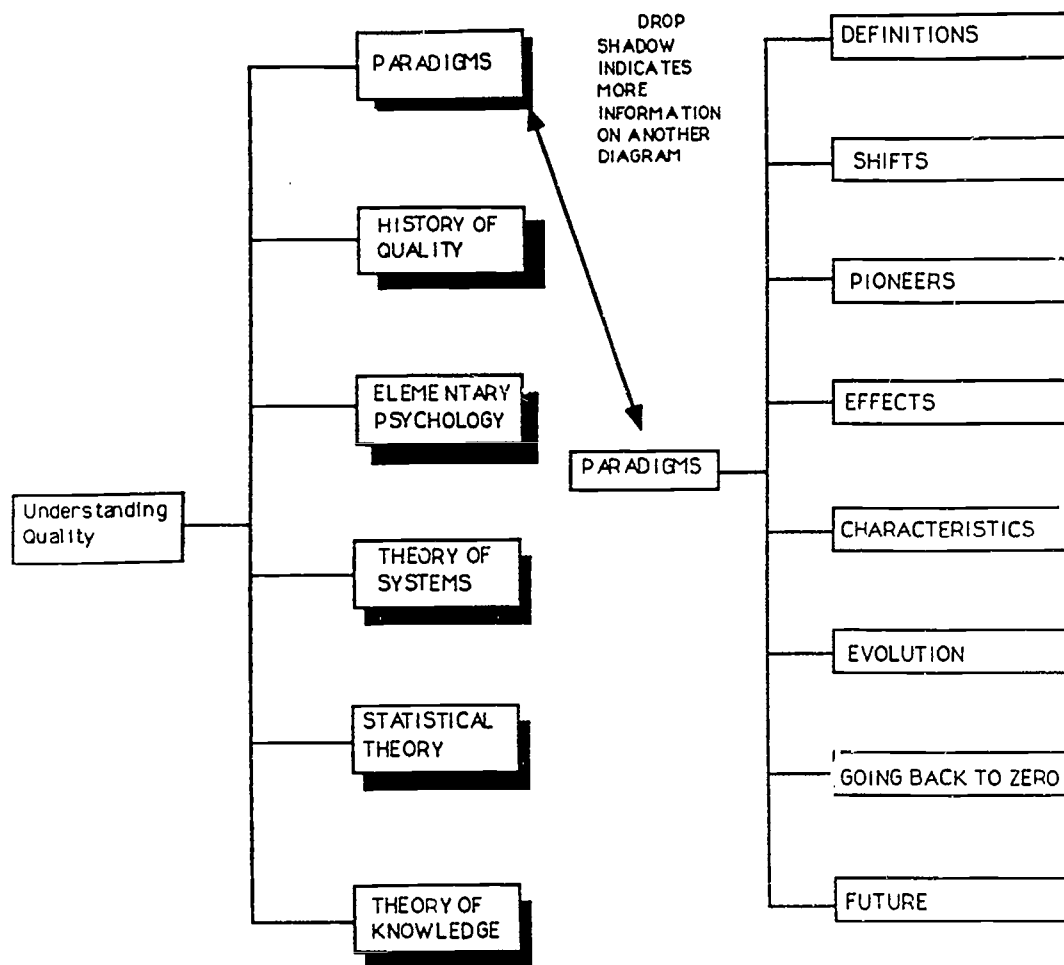 Understanding
Quality
PARADIGMS
HISTORY OF
QUALITY
ELEMENTARY
PSYCHOLOGY
THEORY OF
SYSTEMS
STATISTICAL
THEORY
THEORY OF
KNOWLEDGE
DROP
SHADOW
INDICATES
MORE
INFORMATION
ON ANOTHER
DIAGRAM
PARADIGMS
DEFINITIONS
SHIFTS
PIONEERS
EFFECTS
CHARACTERISTICS
EVOLUTION
GOING BACK TO ZERO
FUTURE